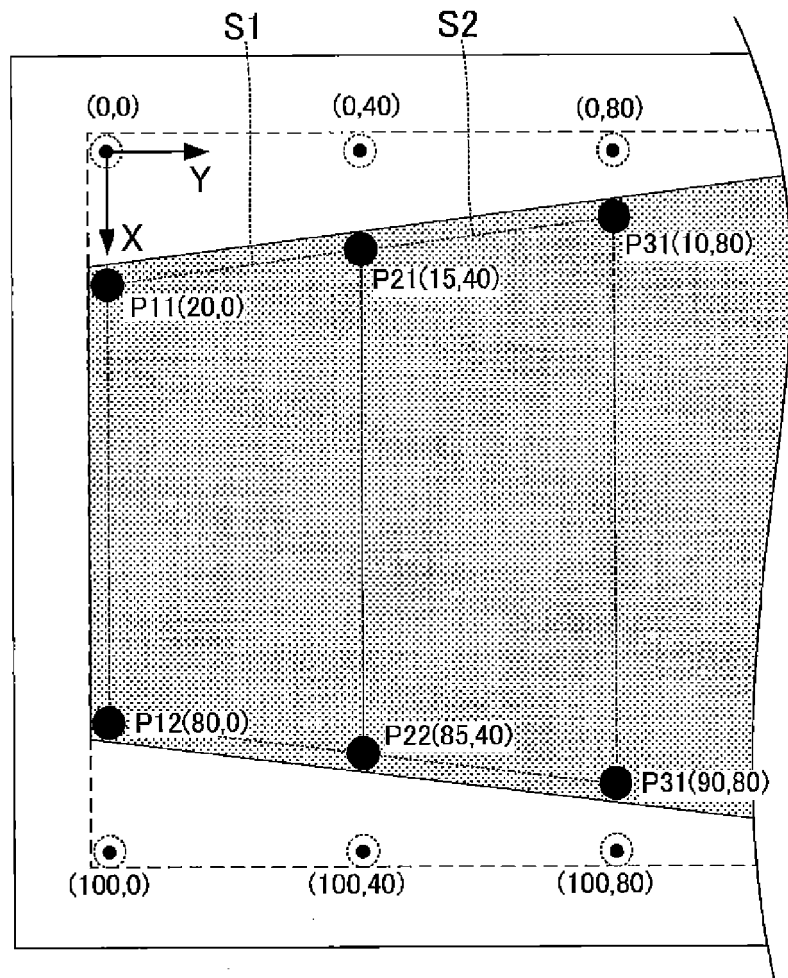 S1 S2
(0,0) (0,40) (0,80)
Y
X
P11(20,0) P21(15,40) P31(10,80)
P12(80,0) P22(85,40) P31(90,80)
(100,0) (100,40) (100,80)